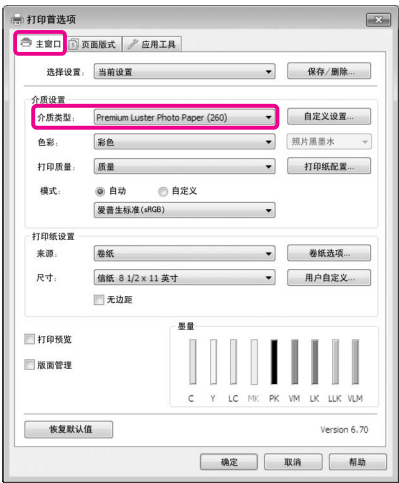 打印首选项
主窗口 页面版式 应用工具
选择设置: 当前设置 保存/删除...
介质设置
介质类型: Premium Luster Photo Paper (260) 自定义设置...
色彩: 彩色 照片黑墨水
打印质量: 质量 打印纸配置...
模式: 自动 自定义
爱普生标准(sRGB)
打印纸设置
来源: 卷纸 卷纸选项...
尺寸: 信纸 8 1/2 x 11 英寸 用户自定义...
无边距
墨量
打印预览
版面管理
C Y LC MK PK VM LK LLK VLM
恢复默认值 Version 6.70
确定 取消 帮助